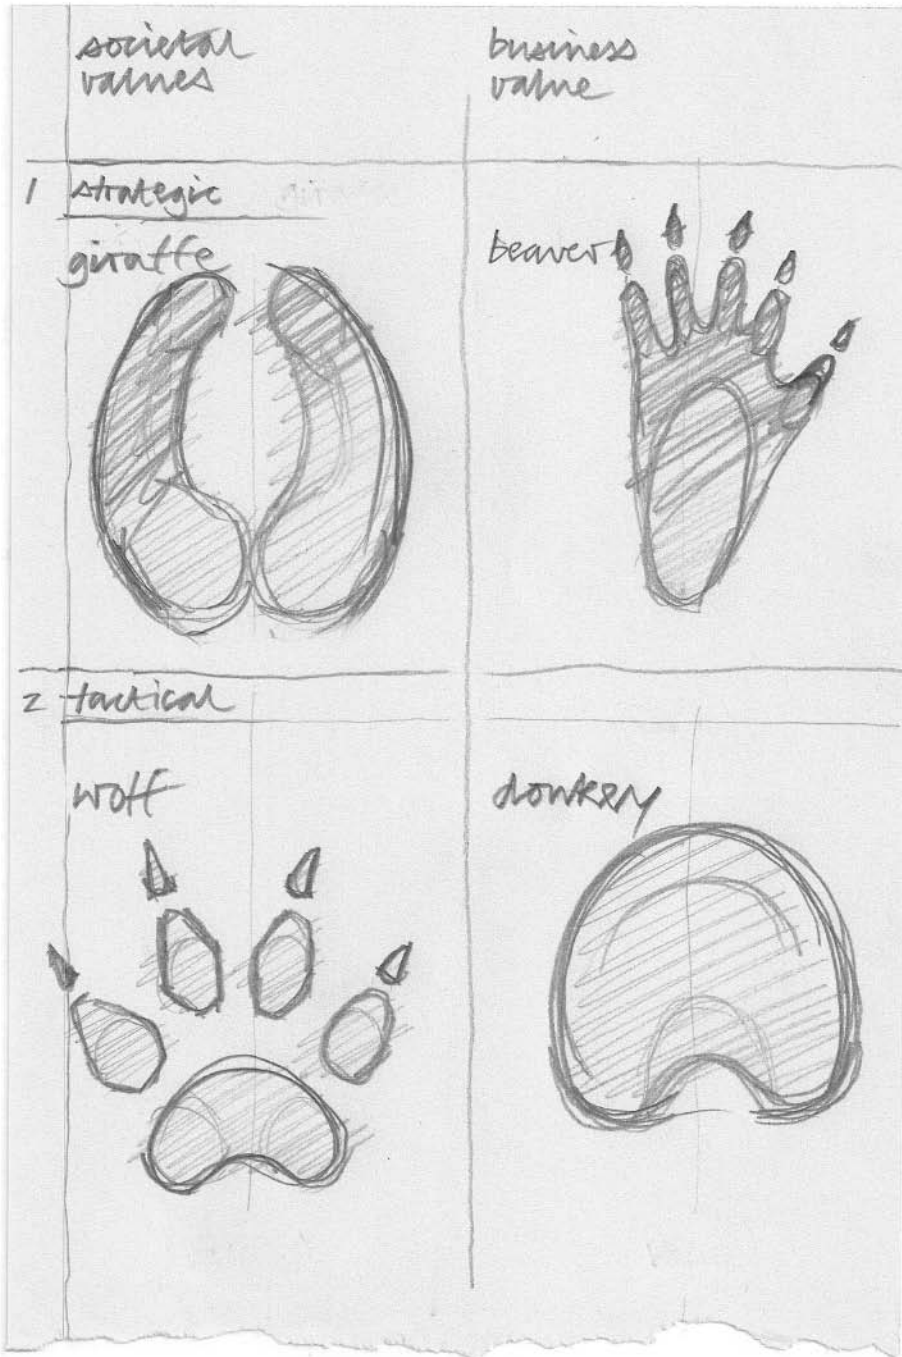 societal
values
business
value
1 strategic
giraffe
beaver
2 tactical
wolf
donkey